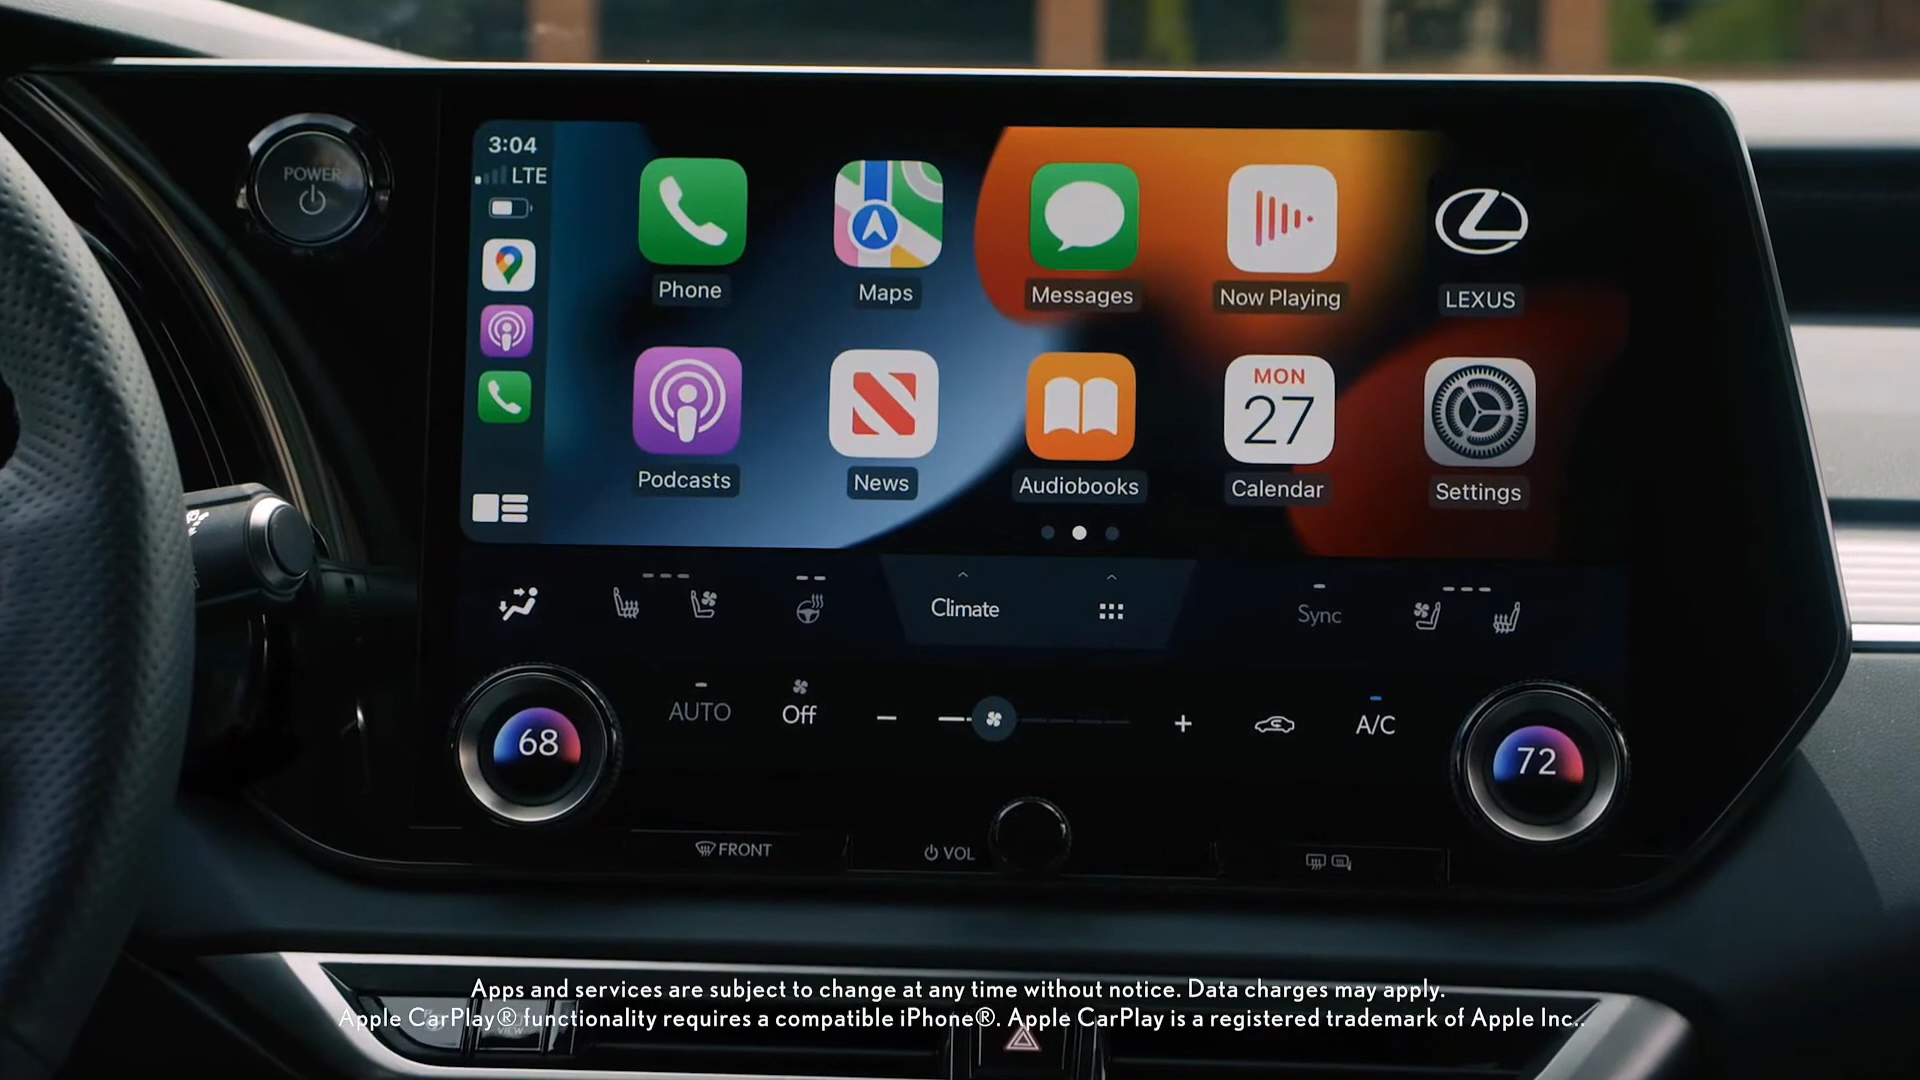 POWER
3:04
LTE
Phone
Maps
Messages
Now Playing
LEXUS
MON
27
Podcasts
News
Audiobooks
Calendar
Settings
Climate
Sync
AUTO
Off
A/C
68
72
FRONT
VOL
VIEW
Apps and services are subject to change at any time without notice. Data charges may apply.
Apple CarPlay® functionality requires a compatible iPhone®. Apple CarPlay is a registered trademark of Apple Inc..